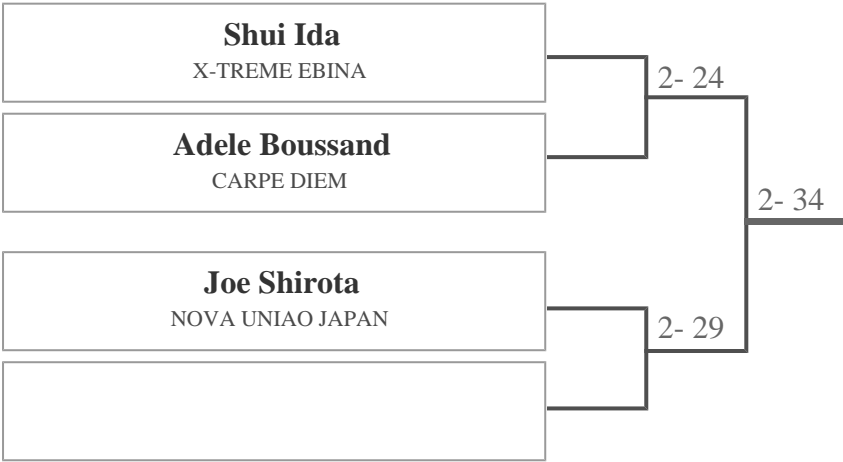 Shui Ida
X-TREME EBINA
2- 24
Adele Boussand
CARPE DIEM
2- 34
Joe Shirota
NOVA UNIAO JAPAN
2- 29